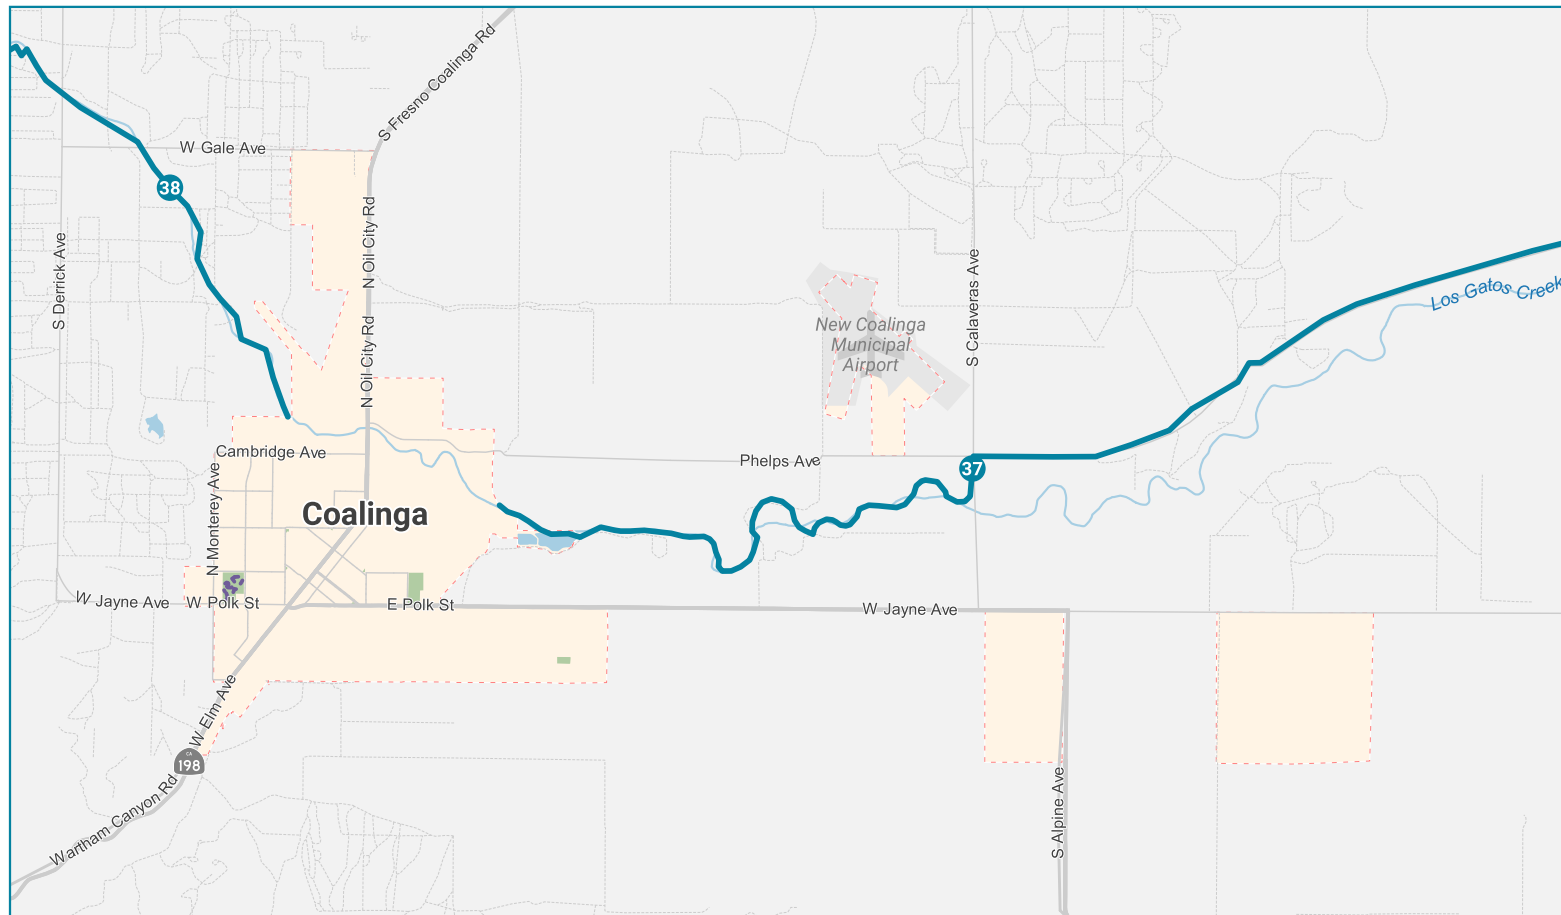 S Fresno Coalinga Rd
W Gale Ave
38
N Oil City Rd
S Derrick Ave
S Calaveras Ave
Los Gatos Creek
N Oil City Rd
New Coalinga
Municipal
Airport
Cambridge Ave
Phelps Ave
37
N Monterey Ave
Coalinga
W Jayne Ave
W Polk St
E Polk St
W Jayne Ave
W Elm Ave
CA
198
Wartham Canyon Rd
S Alpine Ave